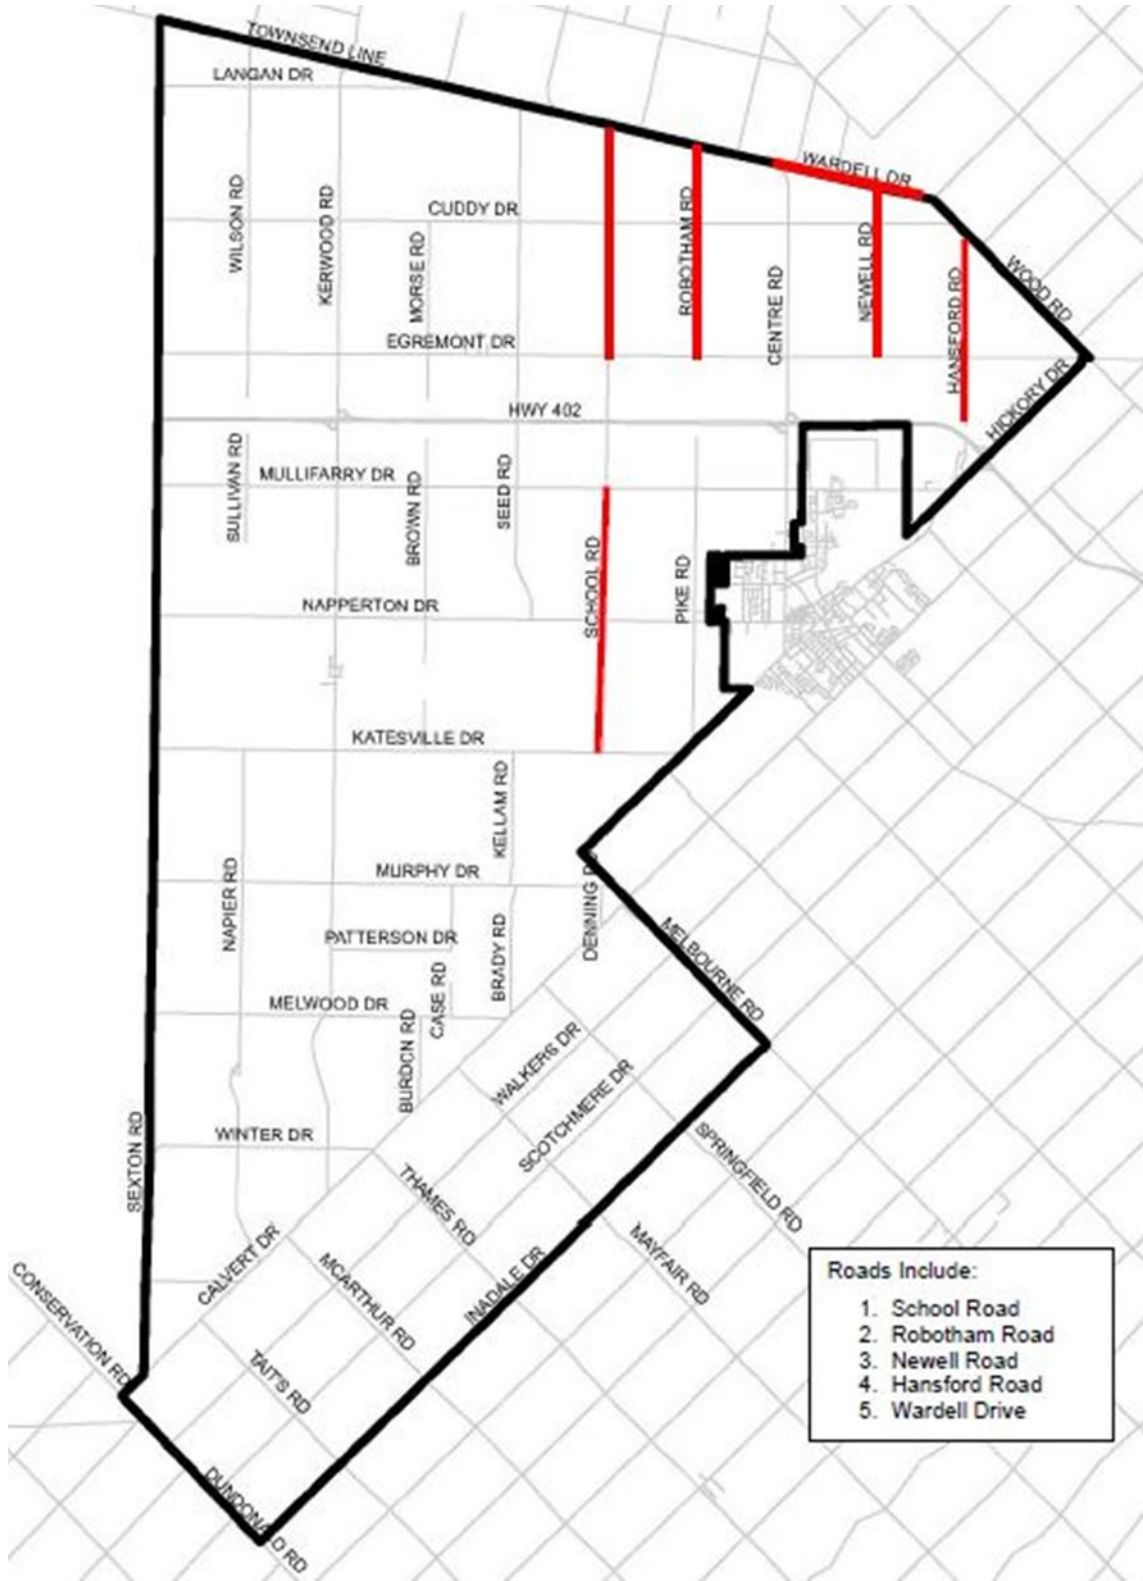 TOWNSEND LINE
LANGAN DR
WARDELL DR
WILSON RD
KERWOOD RD
CUDDY DR
MORSE RD
ROBOTHAM RD
NEWELL RD
CENTRE RD
HANSFORD RD
WOOD RD
EGREMONT DR
HICKORY DR
HWY 402
SULLIVAN RD
MULLIFARRY DR
BROWN RD
SEED RD
SCHOOL RD
PIKE RD
NAPPERTON DR
KATESVILLE DR
KELLAM RD
MURPHY DR
NAPIER RD
DENNING RD
PATTERSON DR
BRADY RD
MELBOURNE RD
CASE RD
MELWOOD DR
BURDON RD
WALKERS DR
SCOTCHMERE DR
SEXTON RD
WINTER DR
THAMES RD
SPRINGFIELD RD
MAYFAIR RD
CALVERT DR
MCARTHUR RD
INADALE DR
CONSERVATION RD
TAIT'S RD
DUNDONALD RD
Roads Include:
1. School Road
2. Robotham Road
3. Newell Road
4. Hansford Road
5. Wardell Drive